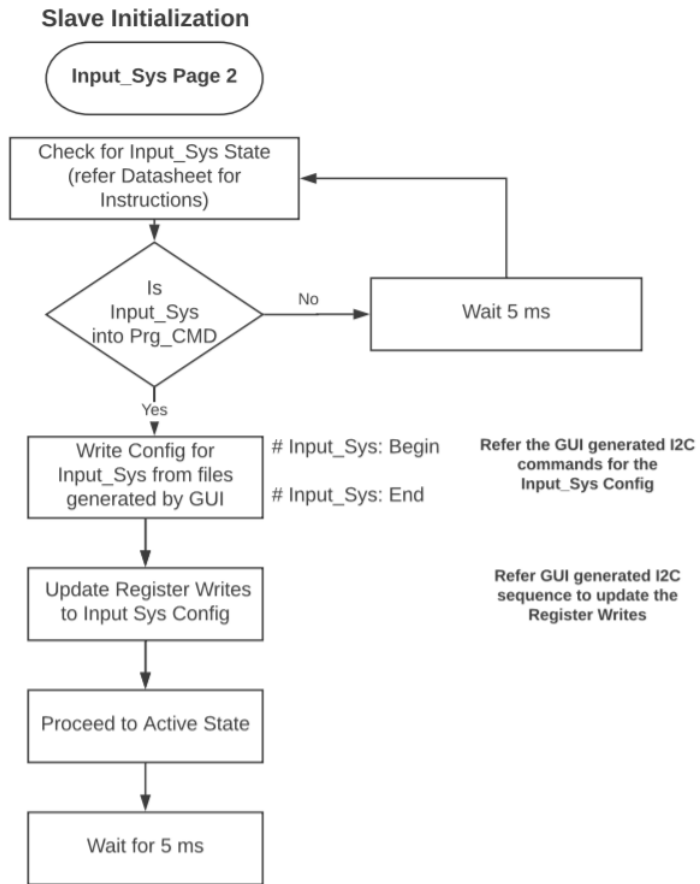 Slave Initialization
Input_Sys Page 2
Check for Input_Sys State
(refer Datasheet for
Instructions)
Is
Input_Sys
into Prg_CMD
No
Wait 5 ms
Yes
Write Config for
Input_Sys from files
generated by GUI
# Input_Sys: Begin
# Input_Sys: End
Refer the GUI generated I2C
commands for the
Input_Sys Config
Update Register Writes
to Input Sys Config
Refer GUI generated I2C
sequence to update the
Register Writes
Proceed to Active State
Wait for 5 ms